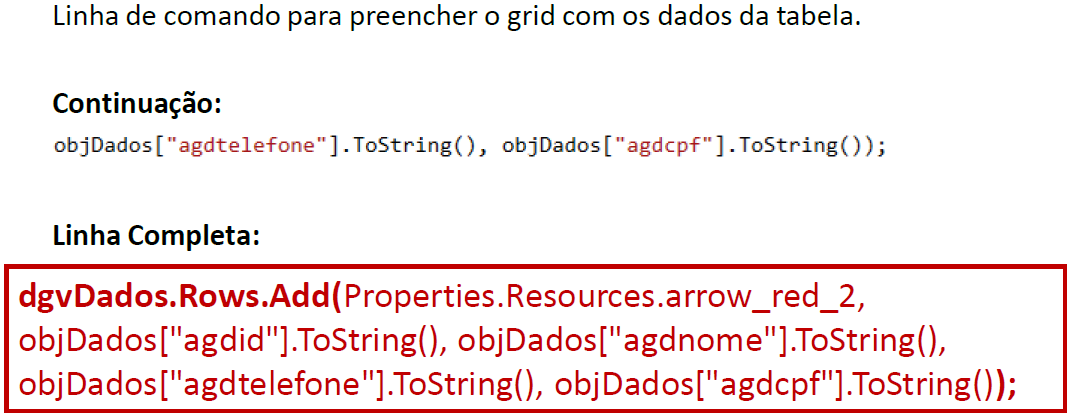 Linha de comando para preencher o grid com os dados da tabela.
Continuação:
objDados["agdtelefone"].ToString(), objDados["agdcpf"].ToString());
Linha Completa:
dgvDados.Rows.Add(Properties.Resources.arrow_red_2,
objDados["agdid"].ToString(), objDados["agdnome"].ToString(),
objDados["agdtelefone"].ToString(), objDados["agdcpf"].ToString());